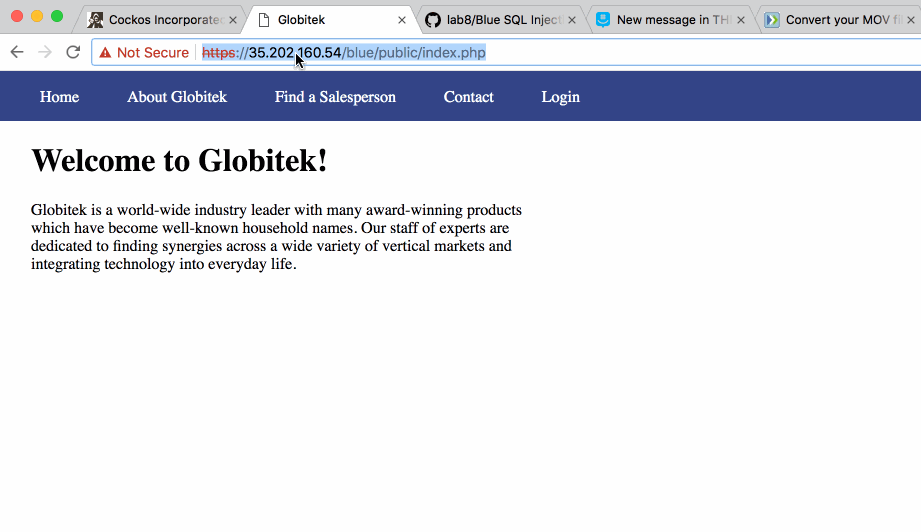 Cockos Incorporated
Globitek
lab8/Blue SQL Inject
New message in TH
Convert your MOV fi
Not Secure
https://35.202.160.54/blue/public/index.php
Home About Globitek Find a Salesperson Contact Login
Welcome to Globitek!
Globitek is a world-wide industry leader with many award-winning products
which have become well-known household names. Our staff of experts are
dedicated to finding synergies across a wide variety of vertical markets and
integrating technology into everyday life.